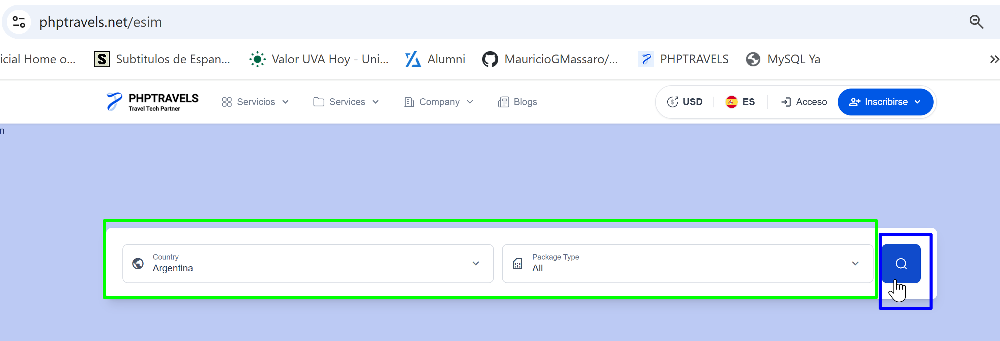 phptravels.net/esim
icial Home o...
Subtitulos de Espan...
Valor UVA Hoy - Uni...
Alumni
MauricioGMassaro/...
PHPTRAVELS
MySQL Ya
PHPTRAVELS
Travel Tech Partner
Servicios
Services
Company
Blogs
USD
ES
Acceso
Inscribirse
n
Country
Argentina
Package Type
All